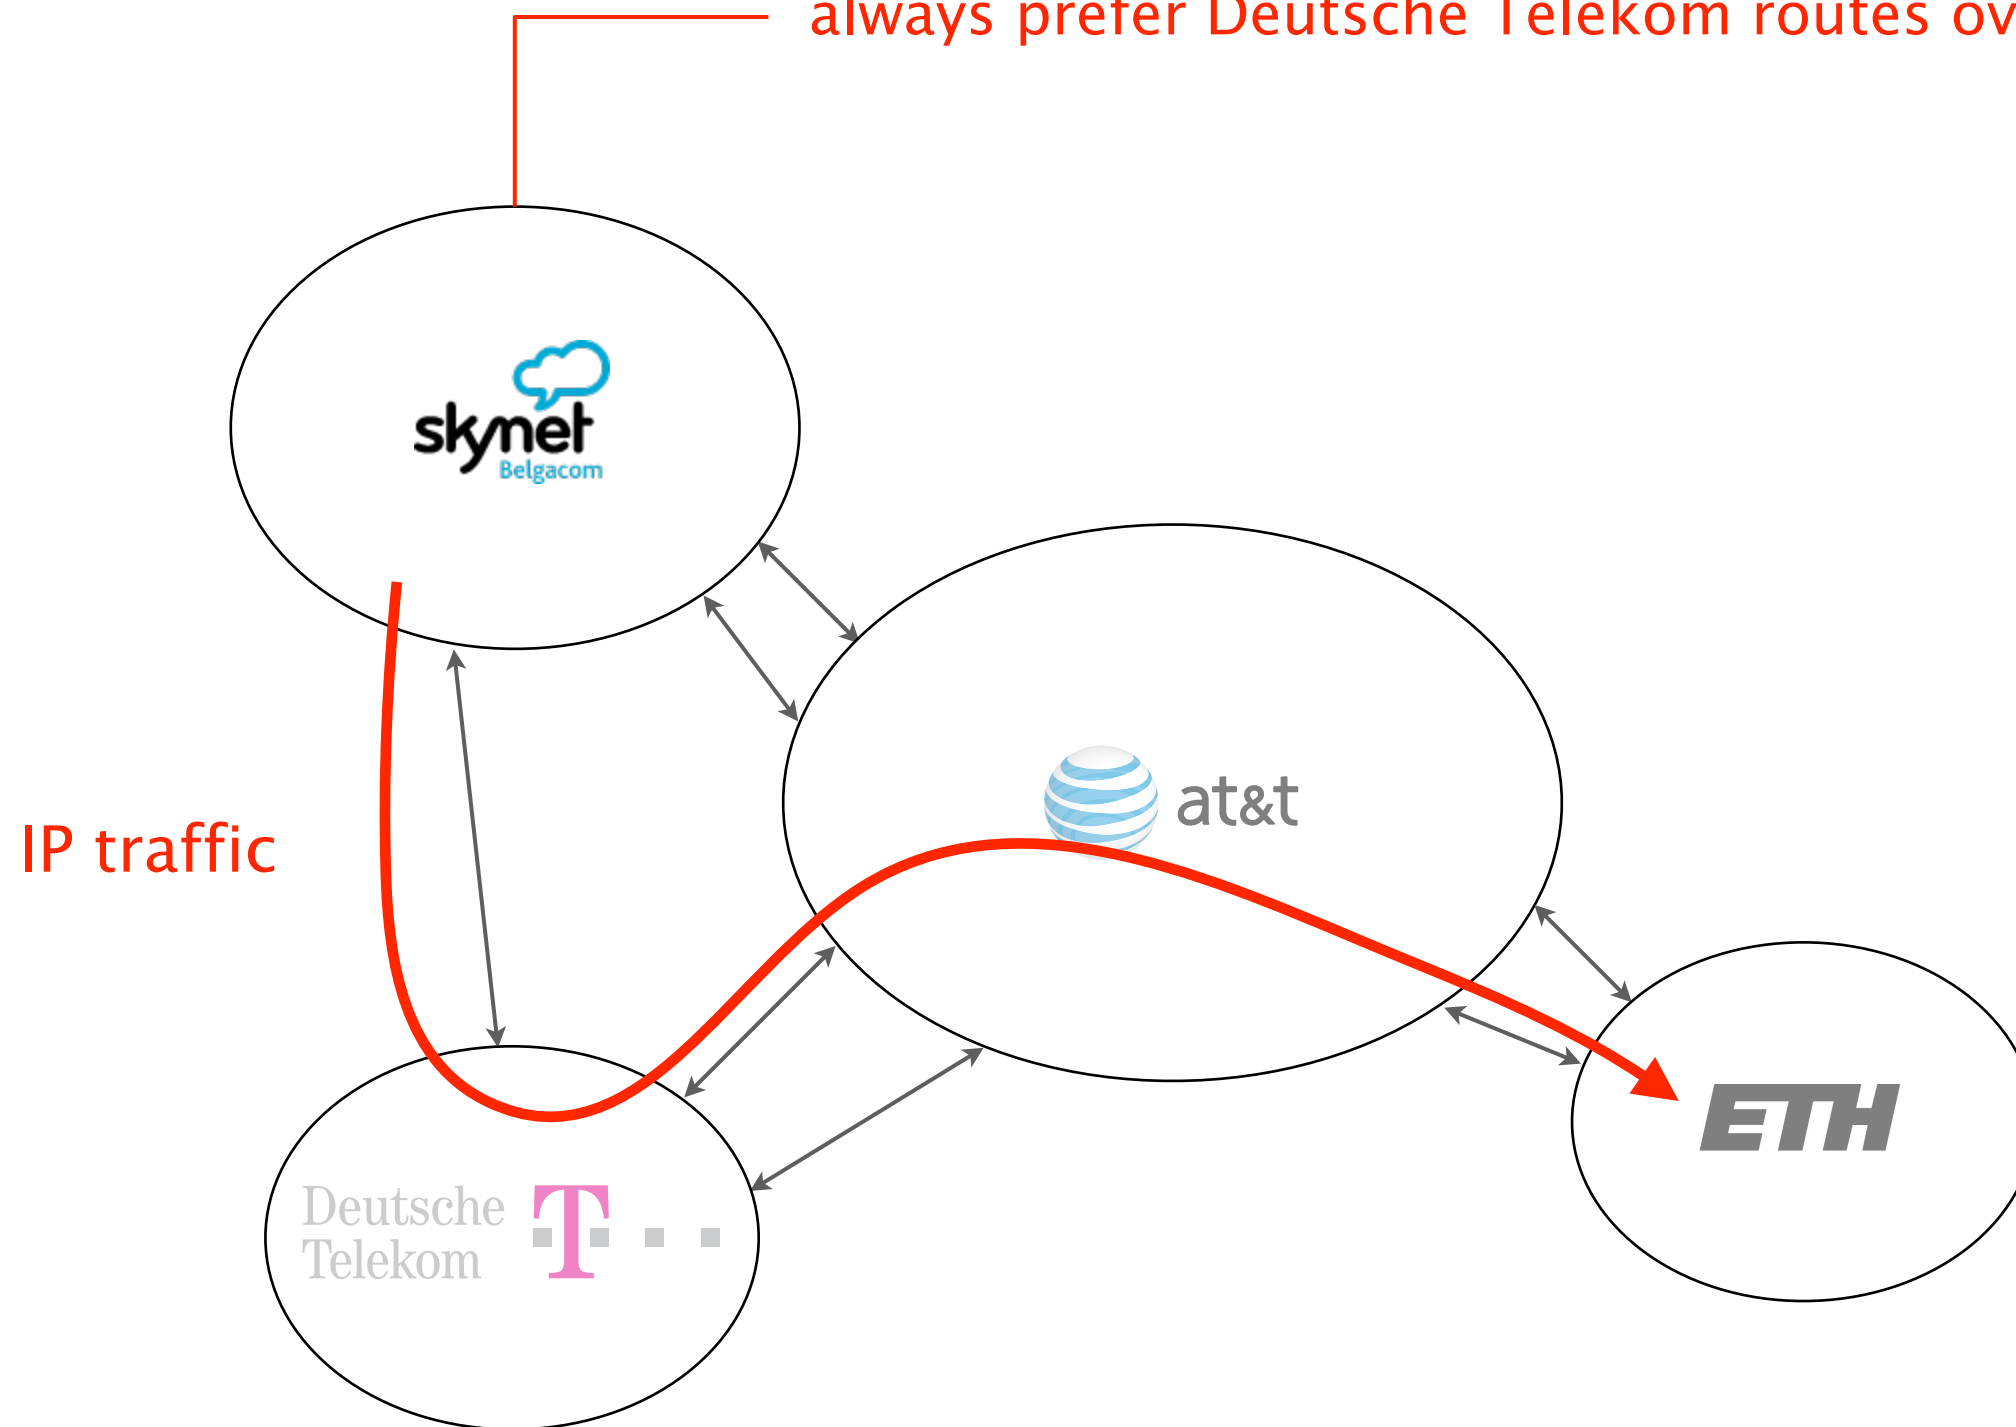 always prefer Deutsche Telekom routes ov
skynet
Belgacom
at&t
IP traffic
ETH
Deutsche
Telekom
T